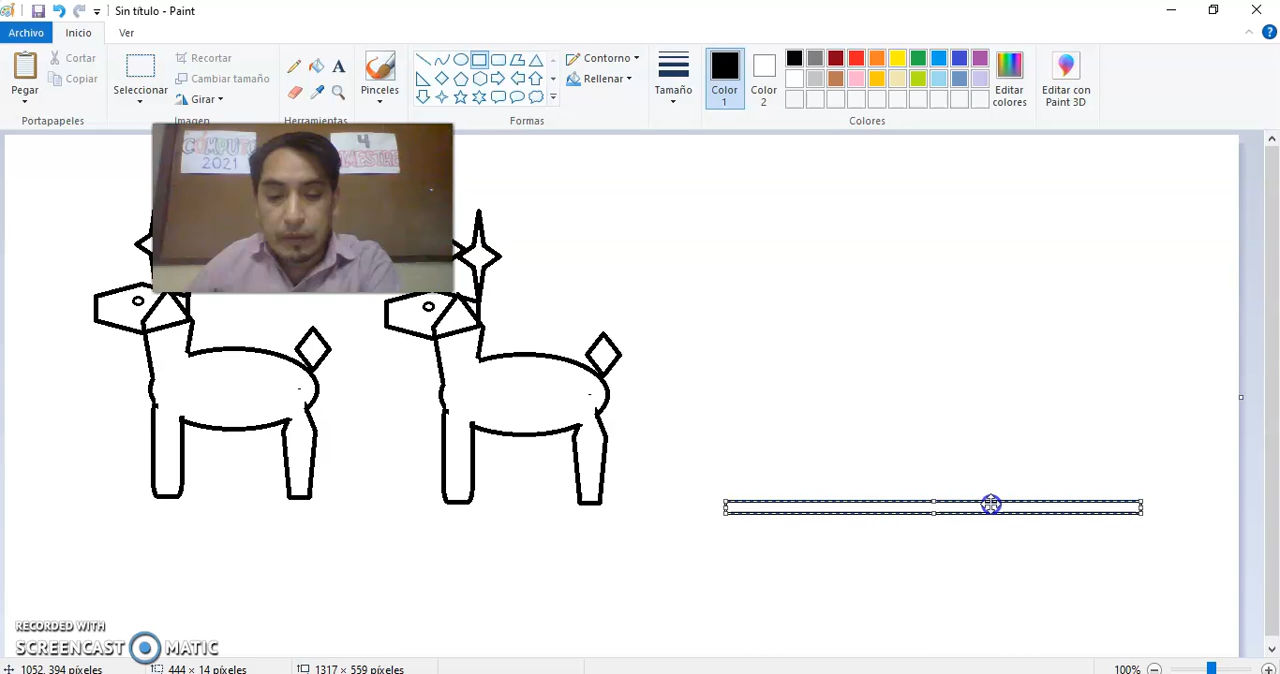 Sin título - Paint
Archivo Inicio Ver
Pegar
Cortar
Copiar
Portapapeles
Seleccionar
Recortar
Cambiar tamaño
Girar
Imagen
Herramientas
Pinceles
Contorno
Rellenar
Formas
Tamaño
Color 1
Color 2
Editar colores
Editar con Paint 3D
Colores
2021
4
RECORDED WITH
SCREENCAST MATIC
1052, 394 píxeles
444 × 14 píxeles
1317 × 559 píxeles
100%